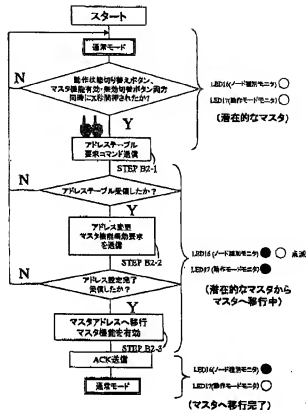 スタート
通常モード
動作状態切り替えボタン、
マスタ機能有効・無効切替ボタン両方
同時にX秒間押されたか?
N
Y
LED16(ノード種別モニタ)
LED17(動作モードモニタ)
(潜在的なマスタ)
アドレステーブル
要求コマンド送信
STEP B2-1
N
アドレステーブル受信したか?
Y
アドレス変更
マスタ機能有効要求
を送信
STEP B2-2
LED16(ノード種別モニタ)
点滅
LED17(動作モードモニタ)
(潜在的なマスタから
マスタへ移行中)
N
アドレス設定完了
受信したか?
Y
マスタアドレスへ移行
マスタ機能を有効
STEP B2-3
ACK送信
通常モード
LED16(ノード種別モニタ)
LED17(動作モードモニタ)
(マスタへ移行完了)